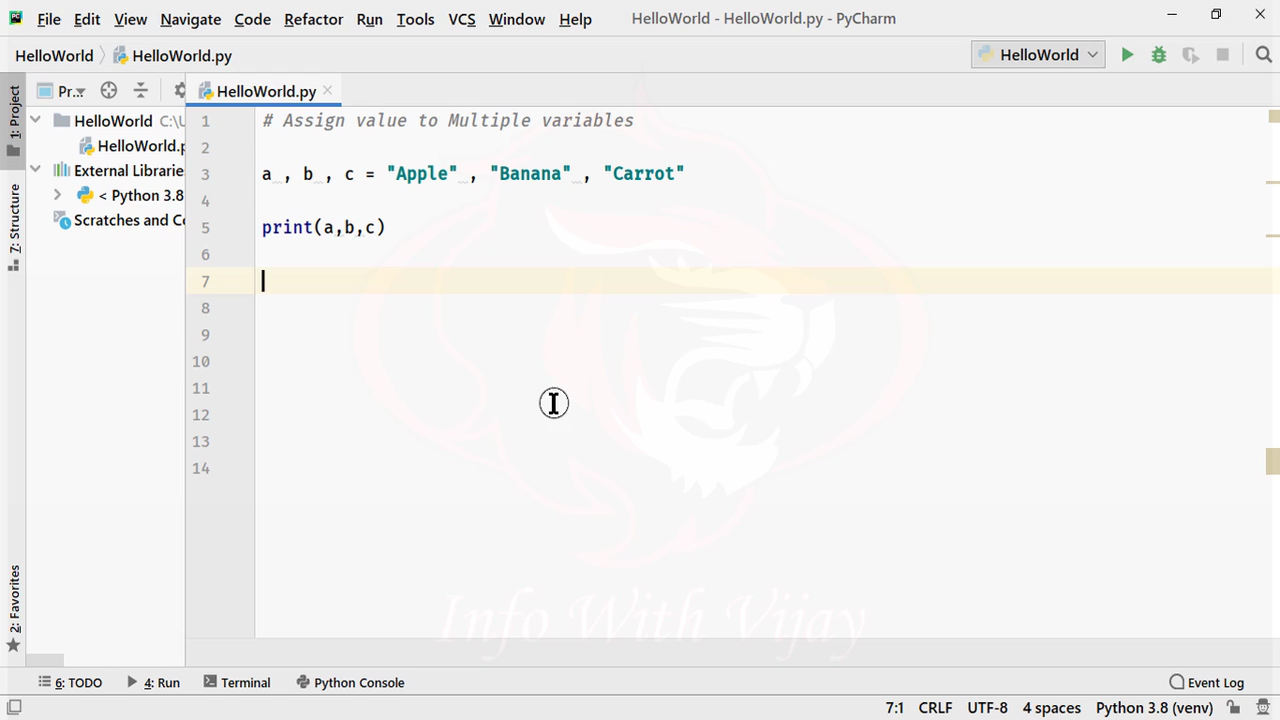 File Edit View Navigate Code Refactor Run Tools VCS Window Help HelloWorld - HelloWorld.py - PyCharm
HelloWorld HelloWorld.py HelloWorld
1: Project
Pr... HelloWorld.py
HelloWorld C:\U
HelloWorld.p
External Librarie
< Python 3.8
Scratches and Co
7: Structure
2: Favorites
1 # Assign value to Multiple variables
2
3 a , b , c = "Apple" , "Banana" , "Carrot"
4
5 print(a,b,c)
6
7
8
9
10
11
12
13
14
Info With Vijay
6: TODO 4: Run Terminal Python Console Event Log
7:1 CRLF UTF-8 4 spaces Python 3.8 (venv)